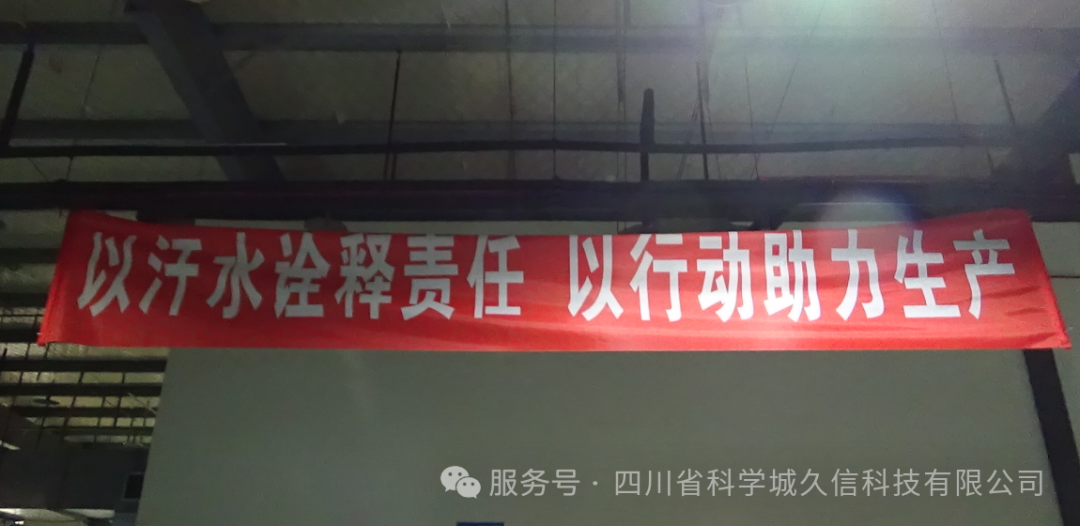 以汗水诠释责任 以行动助力生产
服务号·四川省科学城久信科技有限公司